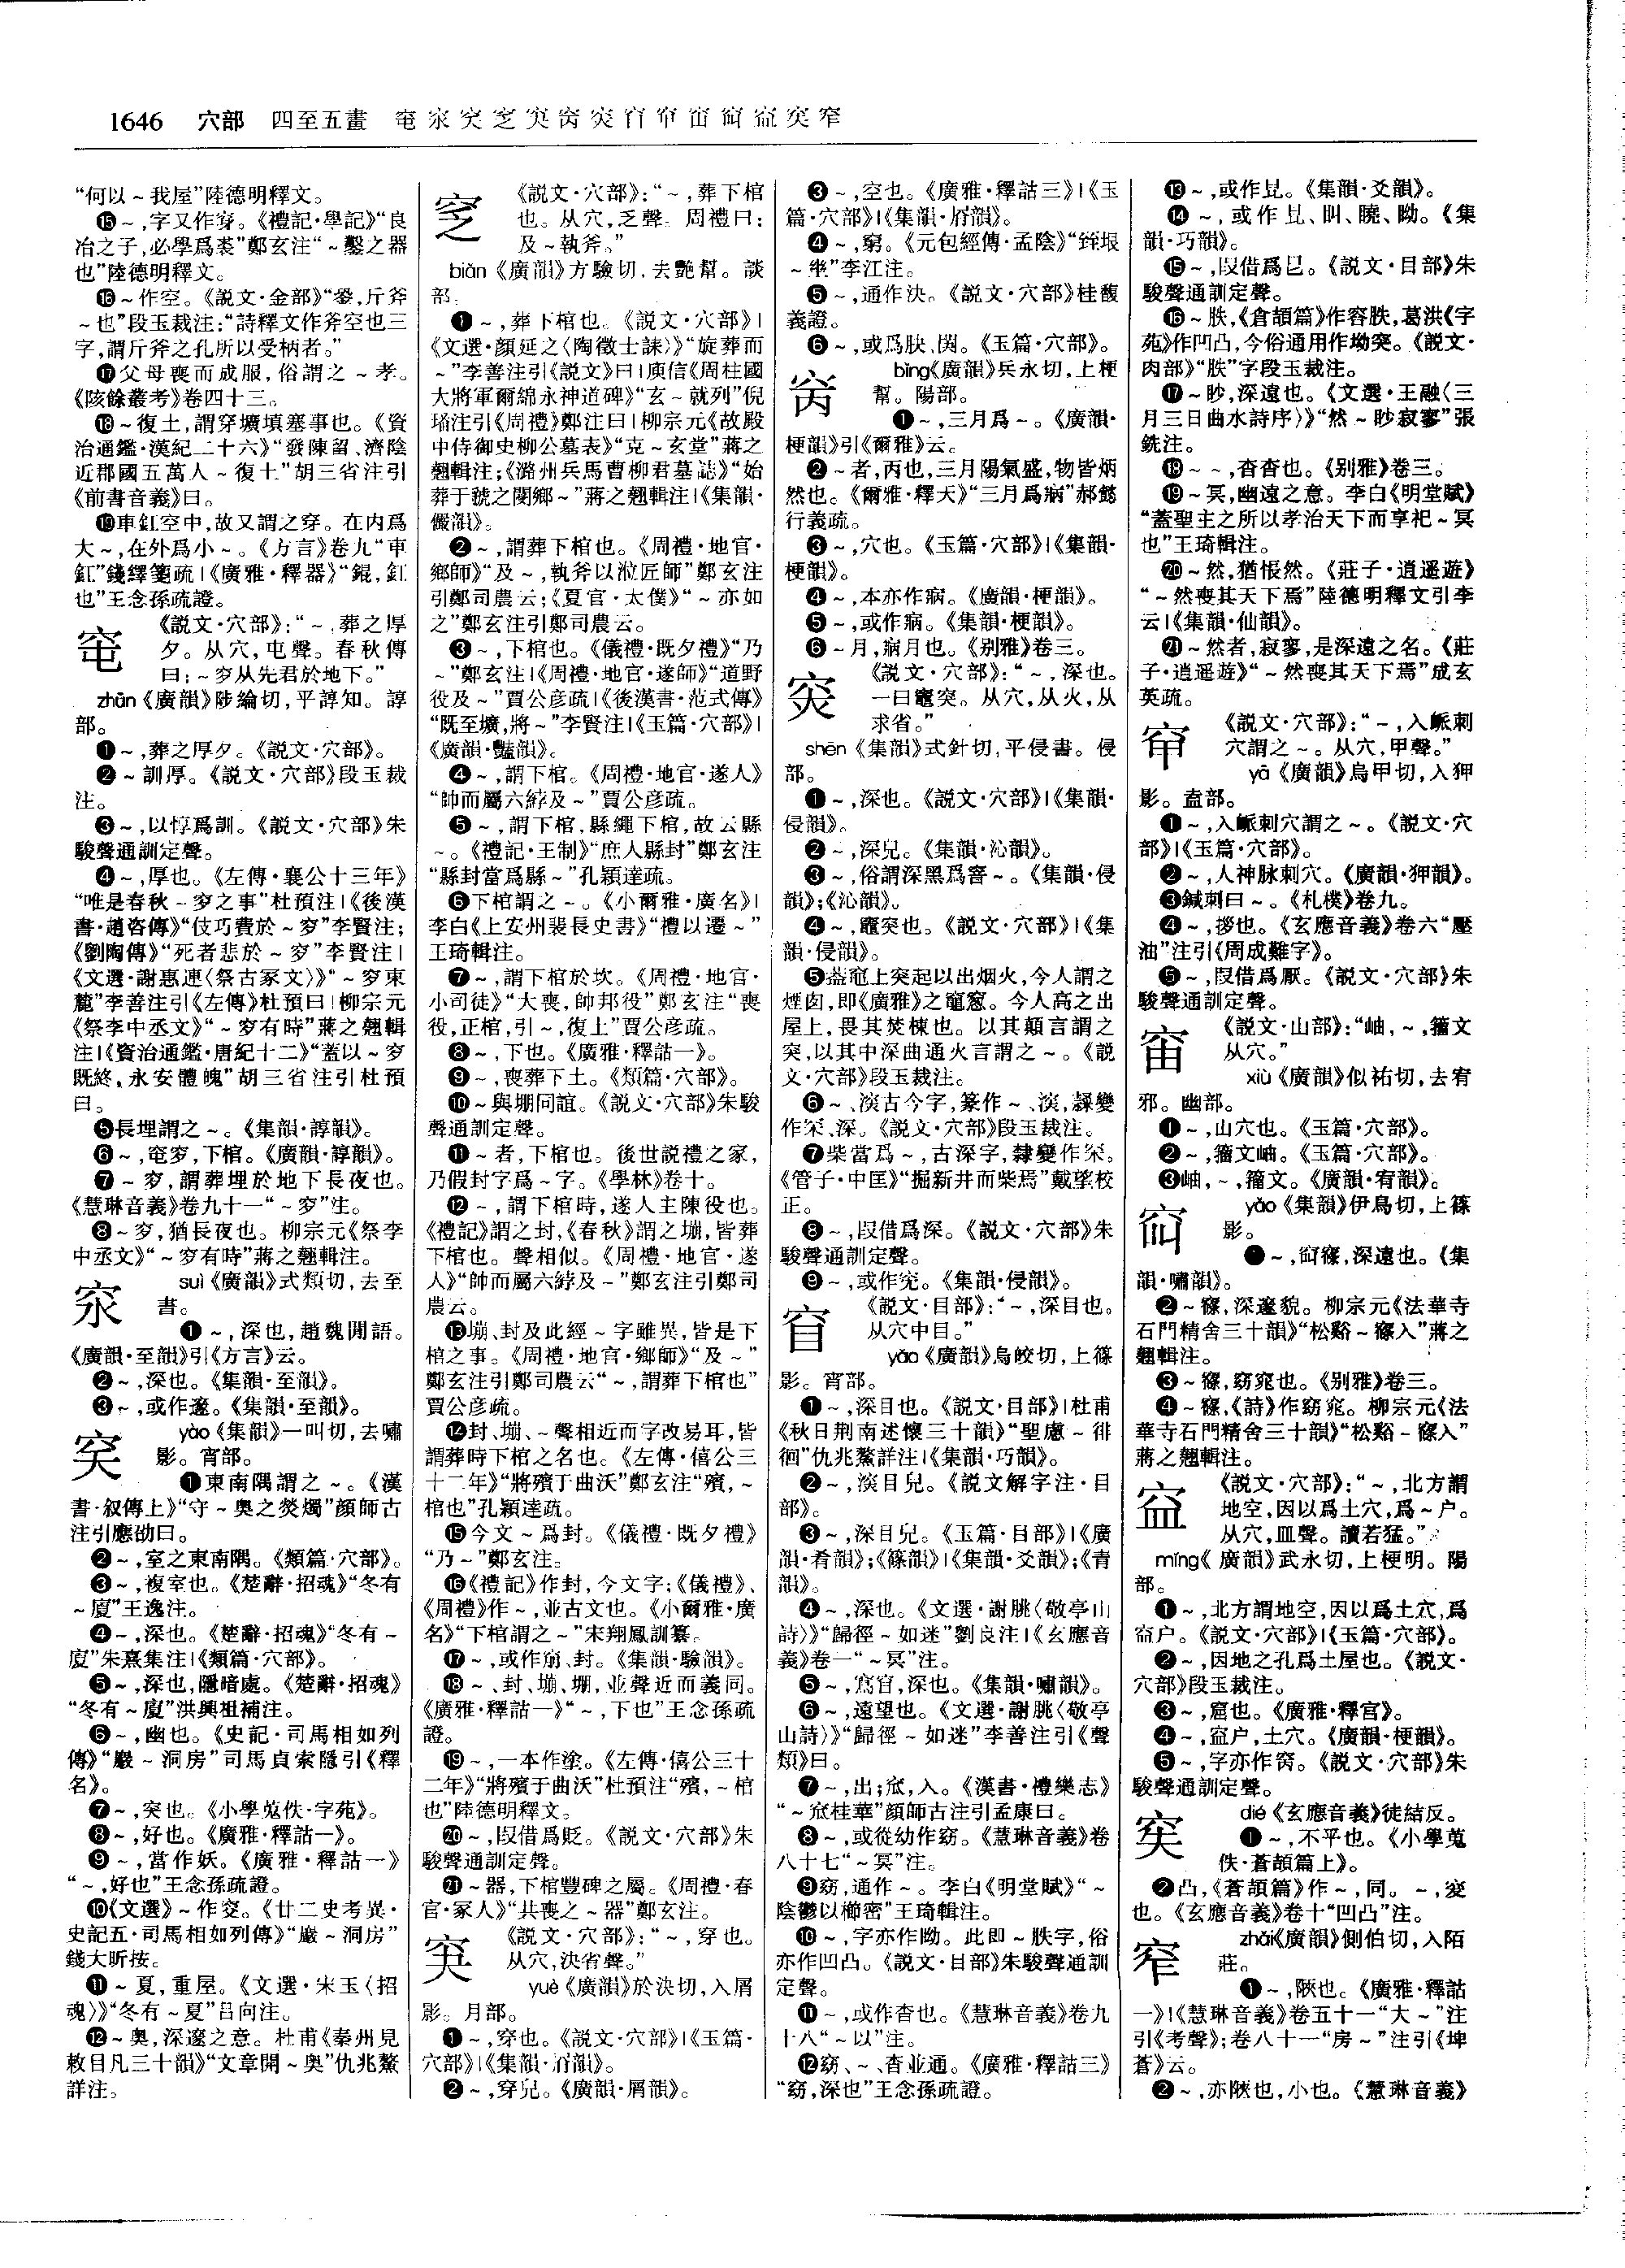 1646 穴部 四至五畫 窀 㒸 穾 窆 䆕 窉 突 窅 窂 窋 窇 窊 窔 窄
“何以～我屋”陸德明釋文。
⓯～,字又作穿。《禮記·學記》“良
冶之子,必學爲裘”鄭玄注“～鑿之器
也”陸德明釋文。
⓰～作空。《説文·金部》“銎,斤斧
～也”段玉裁注:“詩釋文作斧空也三
字,謂斤斧之孔所以受柄者。”
⓱父母喪而成服,俗謂之～孝。
《陔餘叢考》卷四十三。
⓲～復土,謂穿壙填塞事也。《資
治通鑑·漢紀二十六》“發陳留、濟陰
近郡國五萬人～復土”胡三省注引
《前書音義》曰。
⓳車釭空中,故又謂之穿。在内爲
大～,在外爲小～。《方言》卷九“車
釭”錢繹箋疏|《廣雅·釋器》“錕,釭
也”王念孫疏證。
窀
《説文·穴部》:“～,葬之厚
夕。从穴,屯聲。春秋傳
曰:～穸从先君於地下。”
zhūn《廣韻》陟綸切,平諄知。諄
部。
❶～,葬之厚夕。《説文·穴部》。
❷～訓厚。《説文·穴部》段玉裁
注。
❸～,以惇爲訓。《説文·穴部》朱
駿聲通訓定聲。
❹～,厚也。《左傳·襄公十三年》
“唯是春秋～穸之事”杜預注|《後漢
書·趙咨傳》“伎巧費於～穸”李賢注;
《劉陶傳》“死者悲於～穸”李賢注|
《文選·謝惠連〈祭古冢文〉》“～穸東
麓”李善注引《左傳》杜預曰|柳宗元
《祭李中丞文》“～穸有時”蔣之翹輯
注|《資治通鑑·唐紀十二》“蓋以～穸
既終,永安體魄”胡三省注引杜預
曰。
❺長埋謂之～。《集韻·諄韻》。
❻～,窀穸,下棺。《廣韻·諄韻》。
❼～穸,謂葬埋於地下長夜也。
《慧琳音義》卷九十一“～穸”注。
❽～穸,猶長夜也。柳宗元《祭李
中丞文》“～穸有時”蔣之翹輯注。
suì《廣韻》式類切,去至
書。
❶～,深也,趙魏閒語。
《廣韻·至韻》引《方言》云。
❷～,深也。《集韻·至韻》。
❸～,或作邃。《集韻·至韻》。
穾
yào《集韻》一叫切,去嘯
影。宵部。
❶東南隅謂之～。《漢
書·叙傳上》“守～奥之熒燭”顔師古
注引應劭曰。
❷～,室之東南隅。《類篇·穴部》。
❸～,複室也。《楚辭·招魂》“冬有
～厦”王逸注。
❹～,深也。《楚辭·招魂》“冬有～
厦”朱熹集注|《類篇·穴部》。
❺～,深也,隱暗處。《楚辭·招魂》
“冬有～厦”洪興祖補注。
❻～,幽也。《史記·司馬相如列
傳》“巖～洞房”司馬貞索隱引《釋
名》。
❼～,突也。《小學蒐佚·字苑》。
❽～,好也。《廣雅·釋詁一》。
❾～,當作妖。《廣雅·釋詁一》
“～,好也”王念孫疏證。
❿《文選》～作突。《廿二史考異·
史記五·司馬相如列傳》“巖～洞房”
錢大昕按。
⓫～夏,重屋。《文選·宋玉〈招
魂〉》“冬有～夏”吕向注。
⓬～奥,深邃之意。杜甫《秦州見
敕目凡三十韻》“文章開～奥”仇兆鰲
詳注。
窆
《説文·穴部》:“～,葬下棺
也。从穴,乏聲。周禮曰:
及～執斧。”
biǎn《廣韻》方驗切,去艷幫。談
部。
❶～,葬下棺也。《説文·穴部》|
《文選·顔延之〈陶徵士誄〉》“旋葬而
～”李善注引《説文》曰|庾信《周柱國
大將軍爾綿永神道碑》“玄～就列”倪
璠注引《周禮》鄭注曰|柳宗元《故殿
中侍御史柳公墓表》“克～玄堂”蔣之
翹輯注;《潞州兵馬曹柳君墓誌》“始
葬于虢之閿鄉～”蔣之翹輯注|《集韻·
儼韻》。
❷～,謂葬下棺也。《周禮·地官·
鄉師》“及～,執斧以涖匠師”鄭玄注
引鄭司農云;《夏官·太僕》“～亦如
之”鄭玄注引鄭司農云。
❸～,下棺也。《儀禮·既夕禮》“乃
～”鄭玄注|《周禮·地官·遂師》“道野
役及～”賈公彦疏|《後漢書·范式傳》
“既至壙,將～”李賢注|《玉篇·穴部》|
《廣韻·豔韻》。
❹～,謂下棺。《周禮·地官·遂人》
“帥而屬六綍及～”賈公彦疏。
❺～,謂下棺,縣繩下棺,故云縣
～。《禮記·王制》“庶人縣封”鄭玄注
“縣封當爲縣～”孔穎達疏。
❻下棺謂之～。《小爾雅·廣名》|
李白《上安州裴長史書》“禮以遷～”
王琦輯注。
❼～,謂下棺於坎。《周禮·地官·
小司徒》“大喪,帥邦役”鄭玄注“喪
役,正棺,引～,復土”賈公彦疏。
❽～,下也。《廣雅·釋詁一》。
❾～,喪葬下土。《類篇·穴部》。
❿～與堋同誼。《説文·穴部》朱駿
聲通訓定聲。
⓫～者,下棺也。後世説禮之家,
乃假封字爲～字。《學林》卷十。
⓬～,謂下棺時,遂人主陳役也。
《禮記》謂之封,《春秋》謂之塴,皆葬
下棺也。聲相似。《周禮·地官·遂
人》“帥而屬六綍及～”鄭玄注引鄭司
農云。
⓭塴、封及此經～字雖異,皆是下
棺之事。《周禮·地官·鄉師》“及～”
鄭玄注引鄭司農云“～,謂葬下棺也”
賈公彦疏。
⓮封、塴、～聲相近而字改易耳,皆
謂葬時下棺之名也。《左傳·僖公三
十二年》“將殯于曲沃”鄭玄注“殯,～
棺也”孔穎達疏。
⓯今文～爲封。《儀禮·既夕禮》
“乃～”鄭玄注。
⓰《禮記》作封,今文字;《儀禮》、
《周禮》作～,並古文也。《小爾雅·廣
名》“下棺謂之～”宋翔鳳訓纂。
⓱～,或作堋、封。《集韻·驗韻》。
⓲～、封、塴、堋,並聲近而義同。
《廣雅·釋詁一》“～,下也”王念孫疏
證。
⓳～,一本作塗。《左傳·僖公三十
二年》“將殯于曲沃”杜預注“殯,～棺
也”陸德明釋文。
⓴～,叚借爲貶。《説文·穴部》朱
駿聲通訓定聲。
㉑～器,下棺豐碑之屬。《周禮·春
官·冢人》“共喪之～器”鄭玄注。
《説文·穴部》:“～,穿也。
从穴,決省聲。”
yuè《廣韻》於決切,入屑
影。月部。
❶～,穿也。《説文·穴部》|《玉篇·
穴部》|《集韻·屑韻》。
❷～,穿皃。《廣韻·屑韻》。
❸～,空也。《廣雅·釋詁三》|《玉
篇·穴部》|《集韻·屑韻》。
❹～,窮。《元包經傳·孟陰》
李江注。
❺～,通作決。《説文·穴部》桂馥
義證。
❻～,或爲肤、闋。《玉篇·穴部》。
窉
bǐng《廣韻》兵永切,上梗
幫。陽部。
❶～,三月爲～。《廣韻·
梗韻》引《爾雅》云。
❷～者,丙也,三月陽氣盛,物皆炳
然也。《爾雅·釋天》“三月爲寎”郝懿
行義疏。
❸～,穴也。《玉篇·穴部》|《集韻·
梗韻》。
❹～,本亦作寎。《廣韻·梗韻》。
❺～,或作寎。《集韻·梗韻》。
❻～月,寎月也。《别雅》卷三。
《説文·穴部》:“～,深也。
一曰竈突。从穴,从火,从
求省。”
shēn《集韻》式針切,平侵書。侵
部。
❶～,深也。《説文·穴部》|《集韻·
侵韻》。
❷～,深皃。《集韻·沁韻》。
❸～,俗謂深黑爲窨～。《集韻·侵
韻》;《沁韻》。
❹～,竈突也。《説文·穴部》|《集
韻·侵韻》。
❺葢竈上突起以出烟火,今人謂之
煙囪,即《廣雅》之竈窻。今人高之出
屋上,畏其焚棟也。以其顛言謂之
突,以其中深曲通火言謂之～。《説
文·穴部》段玉裁注。
❻～、湥古今字,篆作～、湥,隸變
作罙、深。《説文·穴部》段玉裁注。
❼柴當爲～,古深字,隸變作罙。
《管子·中匡》“掘新井而柴焉”戴望校
正。
❽～,叚借爲深。《説文·穴部》朱
駿聲通訓定聲。
❾～,或作穼。《集韻·侵韻》。
窅
《説文·目部》:“～,深目也。
从穴中目。”
yǎo《廣韻》烏皎切,上篠
影。宵部。
❶～,深目也。《説文·目部》|杜甫
《秋日荆南述懷三十韻》“聖慮～徘
徊”仇兆鰲詳注|《集韻·巧韻》。
❷～,湥目皃。《説文解字注·目
部》。
❸～,深目皃。《玉篇·目部》|《廣
韻·肴韻》;《篠韻》|《集韻·爻韻》;《青
韻》。
❹～,深也。《文選·謝朓〈敬亭山
詩〉》“歸徑～如迷”劉良注|《玄應音
義》卷一“～冥”注。
❺～,窵窅,深也。《集韻·嘯韻》。
❻～,遠望也。《文選·謝朓〈敬亭
山詩〉》“歸徑～如迷”李善注引《聲
類》曰。
❼～,出;窊,入。《漢書·禮樂志》
“～窊桂華”顔師古注引孟康曰。
❽～,或從幼作窈。《慧琳音義》卷
八十七“～冥”注。
❾窈,通作～。李白《明堂賦》“～
陰鬱以櫛密”王琦輯注。
❿～,字亦作𥆞。此即～胅字,俗
亦作凹凸。《説文·目部》朱駿聲通訓
定聲。
⓫～,或作杳也。《慧琳音義》卷九
十八“～以”注。
⓬窈、～、杳並通。《廣雅·釋詁三》
“窈,深也”王念孫疏證。
⓭～,或作䀚。《集韻·爻韻》。
⓮～,或作、䀚、叫、䁱、眑。《集
韻·巧韻》。
⓯～,叚借爲皀。《説文·目部》朱
駿聲通訓定聲。
⓰～胅,《倉頡篇》作容胅,葛洪《字
苑》作凹凸,今俗通用作坳突。《説文·
肉部》“胅”字段玉裁注。
⓱～眇,深遠也。《文選·王融〈三
月三日曲水詩序〉》“然～眇寂寥”張
銑注。
⓲～～,杳杳也。《别雅》卷三。
⓳～冥,幽遠之意。李白《明堂賦》
“蓋聖主之所以孝治天下而享祀～冥
也”王琦輯注。
⓴～然,猶悵然。《莊子·逍遥遊》
“～然喪其天下焉”陸德明釋文引李
云|《集韻·仙韻》。
㉑～然者,寂寥,是深遠之名。《莊
子·逍遥遊》“～然喪其天下焉”成玄
英疏。
《説文·穴部》:“～,入衇刺
穴謂之～。从穴,甲聲。”
yā《廣韻》烏甲切,入狎
影。盍部。
❶～,入衇刺穴謂之～。《説文·穴
部》|《玉篇·穴部》。
❷～,人神脉刺穴。《廣韻·狎韻》。
❸鍼刺曰～。《札樸》卷九。
❹～,拶也。《玄應音義》卷六“壓
油”注引《周成難字》。
❺～,叚借爲厭。《説文·穴部》朱
駿聲通訓定聲。
《説文·山部》:“岫,～,籀文
从穴。”
xiù《廣韻》似祐切,去宥
邪。幽部。
❶～,山穴也。《玉篇·穴部》。
❷～,籀文岫。《玉篇·穴部》。
❸岫,～,籀文。《廣韻·宥韻》。
yǎo《集韻》伊鳥切,上篠
影。
❶～,窇窱,深遠也。《集
韻·嘯韻》。
❷～窱,深邃貌。柳宗元《法華寺
石門精舍三十韻》“松谿～窱入”蔣之
翹輯注。
❸～窱,窈窕也。《别雅》卷三。
❹～窱,《詩》作窈窕。柳宗元《法
華寺石門精舍三十韻》“松谿～窱入”
蔣之翹輯注。
《説文·穴部》:“～,北方謂
地空,因以爲土穴,爲～户。
从穴,皿聲。讀若猛。”
mǐng《廣韻》武永切,上梗明。陽
部。
❶～,北方謂地空,因以爲土穴,爲
𥁕户。《説文·穴部》|《玉篇·穴部》。
❷～,因地之孔爲土屋也。《説文·
穴部》段玉裁注。
❸～,窟也。《廣雅·釋宫》。
❹～,𥁕户,土穴。《廣韻·梗韻》。
❺～,字亦作窉。《説文·穴部》朱
駿聲通訓定聲。
dié《玄應音義》徒結反。
❶～,不平也。《小學蒐
佚·蒼頡篇上》。
❷凸,《蒼頡篇》作～,同。～,突
也。《玄應音義》卷十“凹凸”注。
窄
zhǎi《廣韻》側伯切,入陌
莊。
❶～,陜也。《廣雅·釋詁
一》|《慧琳音義》卷五十一“大～”注
引《考聲》;卷八十一“房～”注引《埤
蒼》云。
❷～,亦陜也,小也。《慧琳音義》